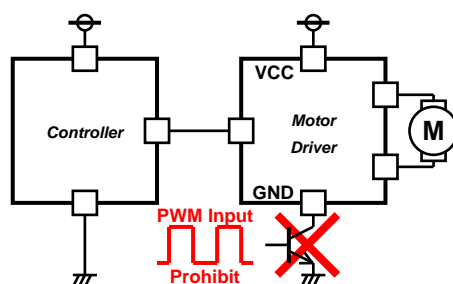 VCC
Controller
Motor
Driver
M
GND
PWM Input
Prohibit